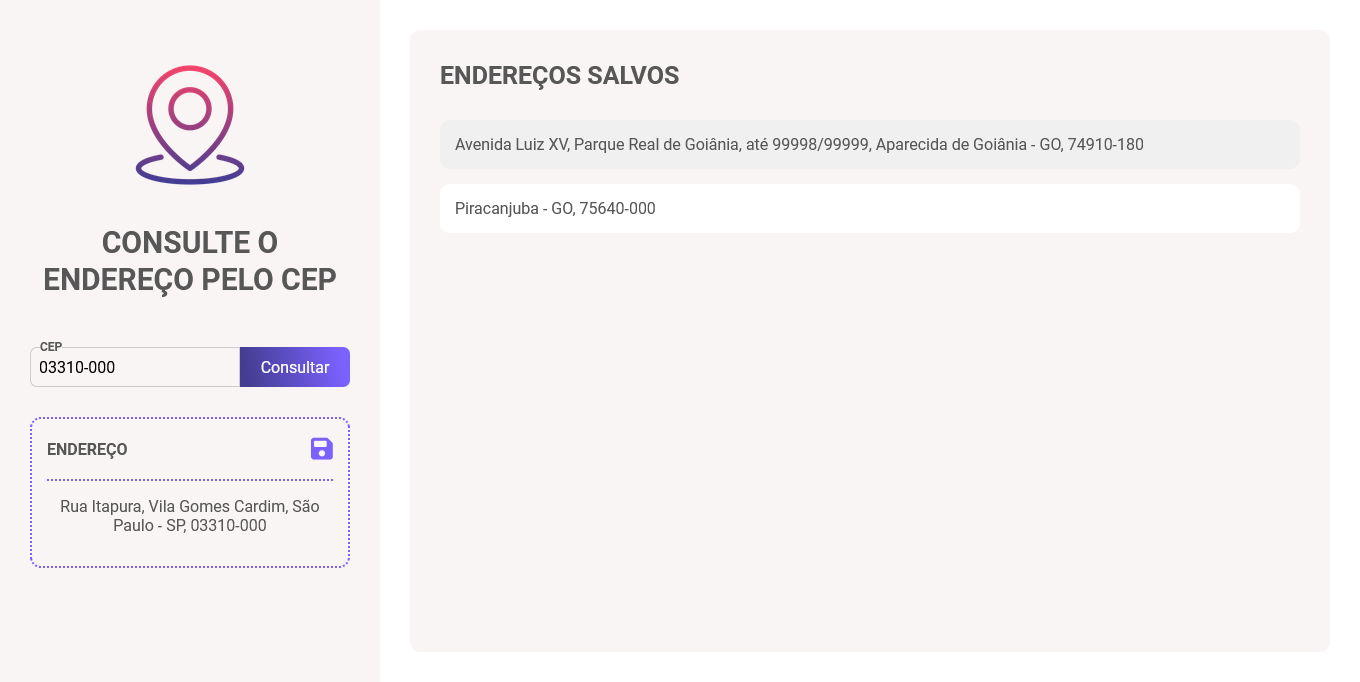 CONSULTE O
ENDEREÇO PELO CEP
CEP
03310-000
Consultar
ENDEREÇO
Rua Itapura, Vila Gomes Cardim, São
Paulo - SP, 03310-000
ENDEREÇOS SALVOS
Avenida Luiz XV, Parque Real de Goiânia, até 99998/99999, Aparecida de Goiânia - GO, 74910-180
Piracanjuba - GO, 75640-000